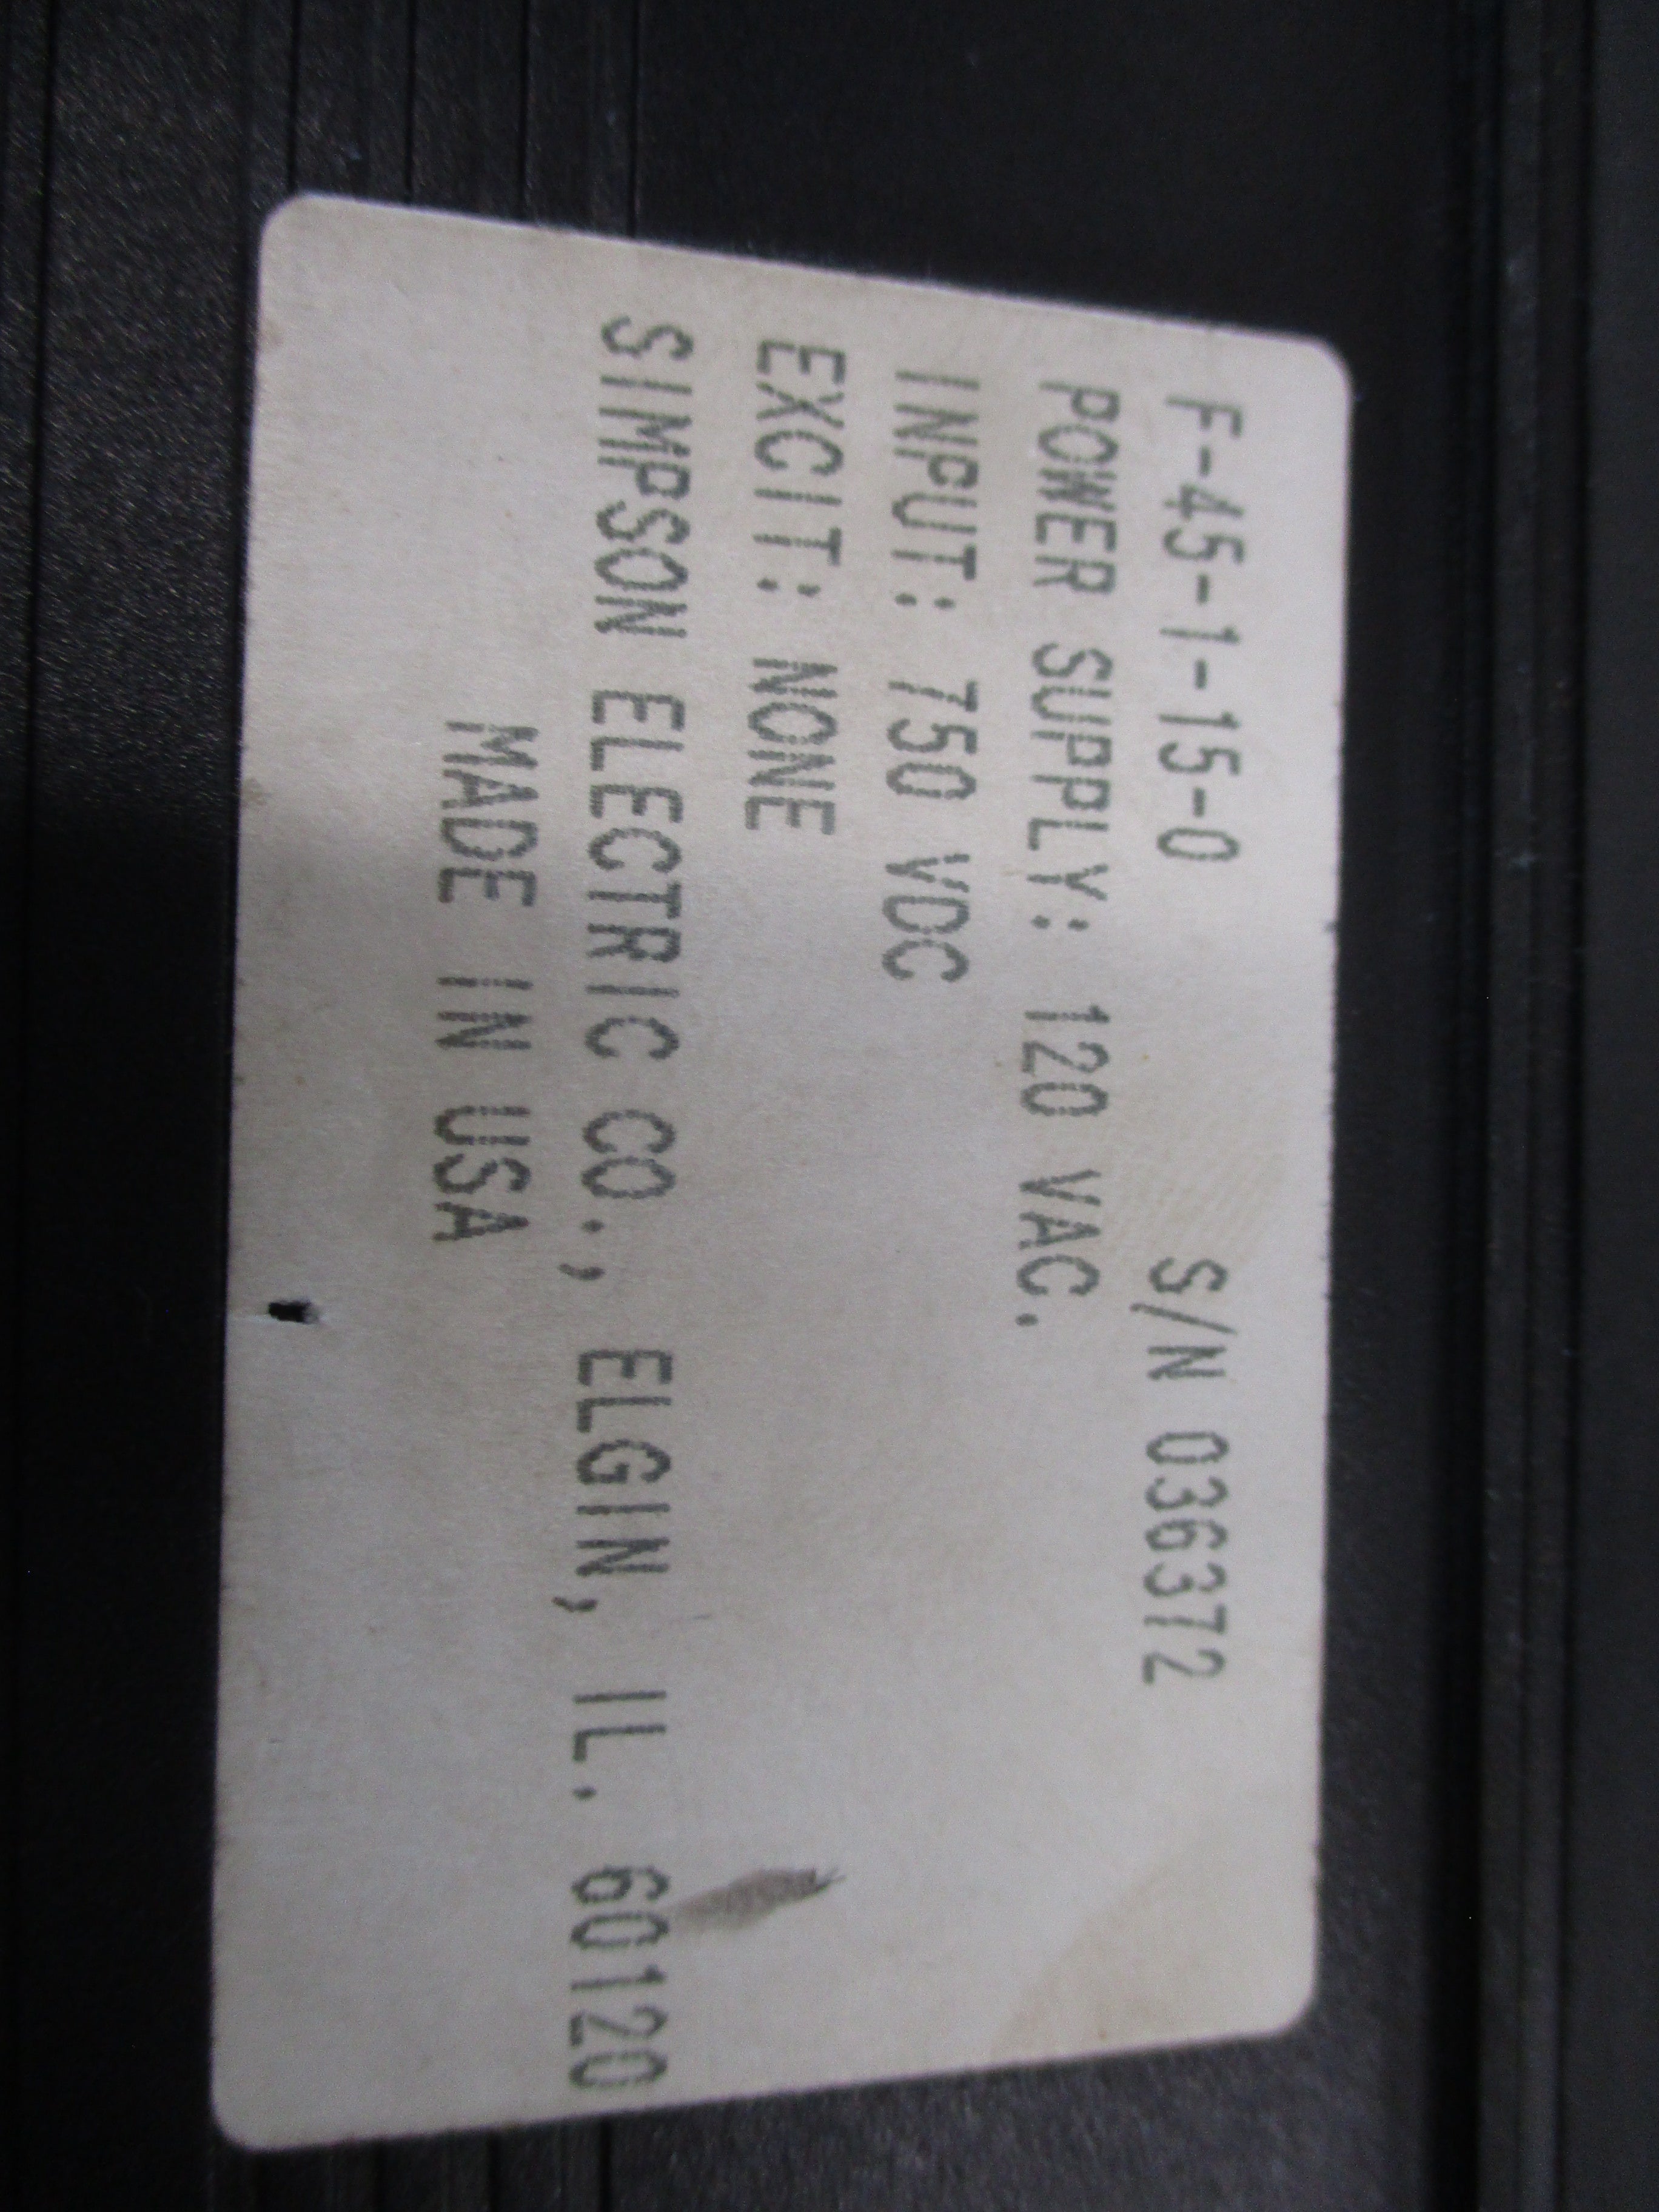 F-45-1-15-0 S/N 036372
POWER SUPPLY: 120 VAC.
INPUT: 750 VDC
EXCIT: NONE
SIMPSON ELECTRIC CO., ELGIN, IL. 60120
MADE IN USA